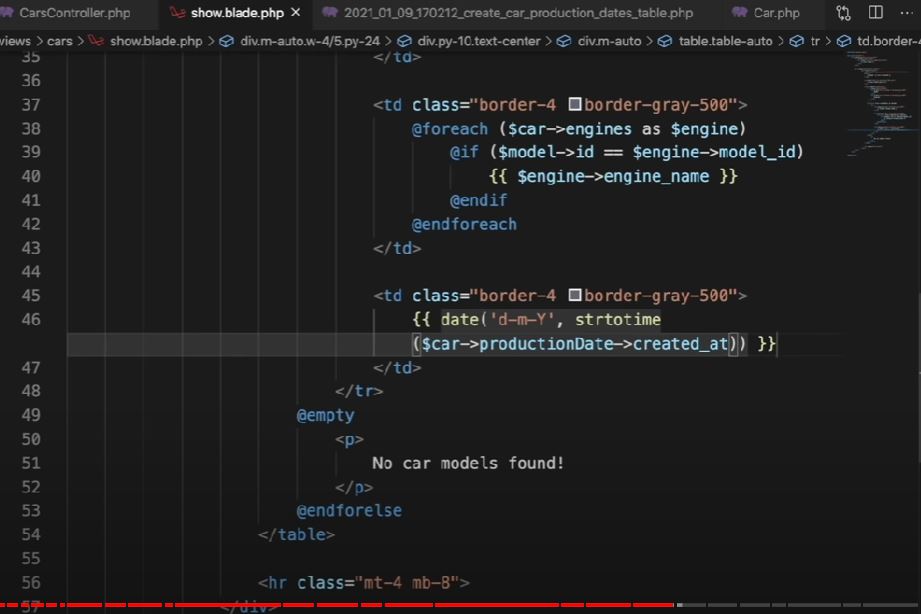 CarsController.php show.blade.php × 2021_01_09_170212_create_car_production_dates_table.php Car.php ...
views > cars > show.blade.php > div.m-auto.w-4/5.py-24 > div.py-10.text-center > div.m-auto > table.table-auto > tr > td.border-4
35 </td>
36
37 <td class="border-4 border-gray-500">
38 @foreach ($car->engines as $engine)
39 @if ($model->id == $engine->model_id)
40 {{ $engine->engine_name }}
41 @endif
42 @endforeach
43 </td>
44
45 <td class="border-4 border-gray-500">
46 {{ date('d-m-Y', strtotime
($car->productionDate->created_at)) }}
47 </td>
48 </tr>
49 @empty
50 <p>
51 No car models found!
52 </p>
53 @endforelse
54 </table>
55
56 <hr class="mt-4 mb-8">
57 </div>